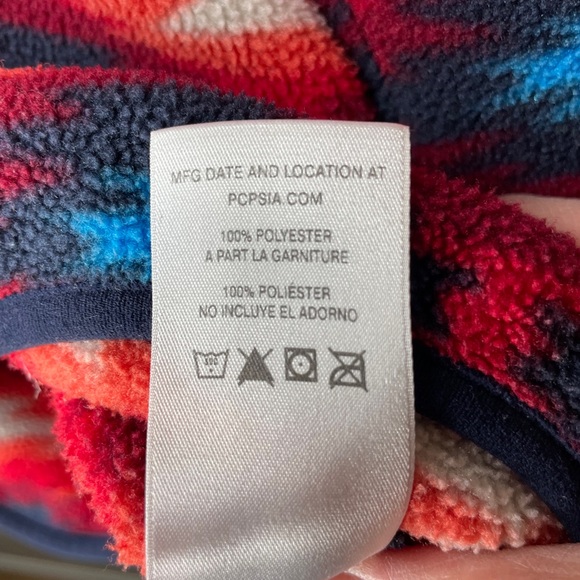 MFG DATE AND LOCATION AT
PCPSIA.COM
100% POLYESTER
A PART LA GARNITURE
100% POLIÉSTER
NO INCLUYE EL ADORNO